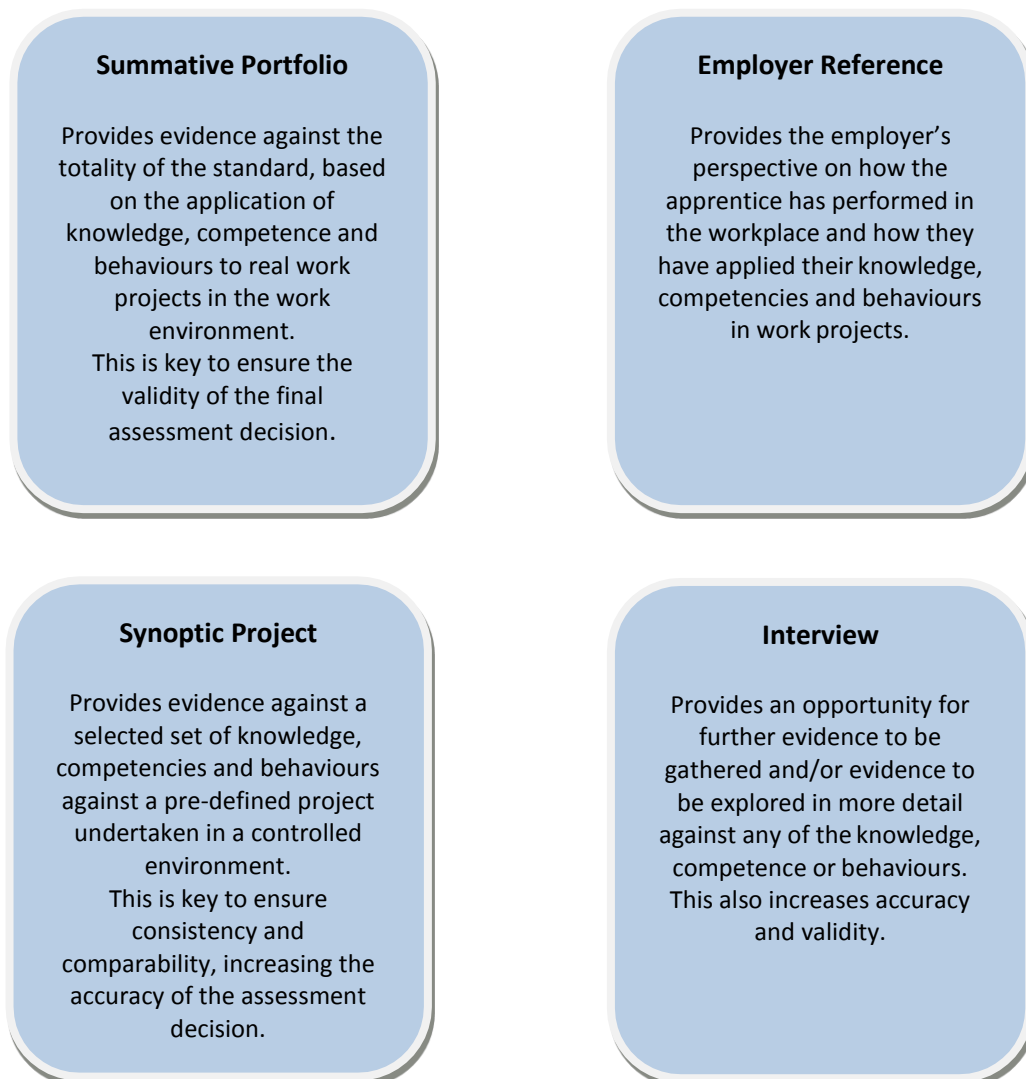 Summative Portfolio
Provides evidence against the
totality of the standard, based
on the application of
knowledge, competence and
behaviours to real work
projects in the work
environment.
This is key to ensure the
validity of the final
assessment decision.
Employer Reference
Provides the employer’s
perspective on how the
apprentice has performed in
the workplace and how they
have applied their knowledge,
competencies and behaviours
in work projects.
Synoptic Project
Provides evidence against a
selected set of knowledge,
competencies and behaviours
against a pre-defined project
undertaken in a controlled
environment.
This is key to ensure
consistency and
comparability, increasing the
accuracy of the assessment
decision.
Interview
Provides an opportunity for
further evidence to be
gathered and/or evidence to
be explored in more detail
against any of the knowledge,
competence or behaviours.
This also increases accuracy
and validity.